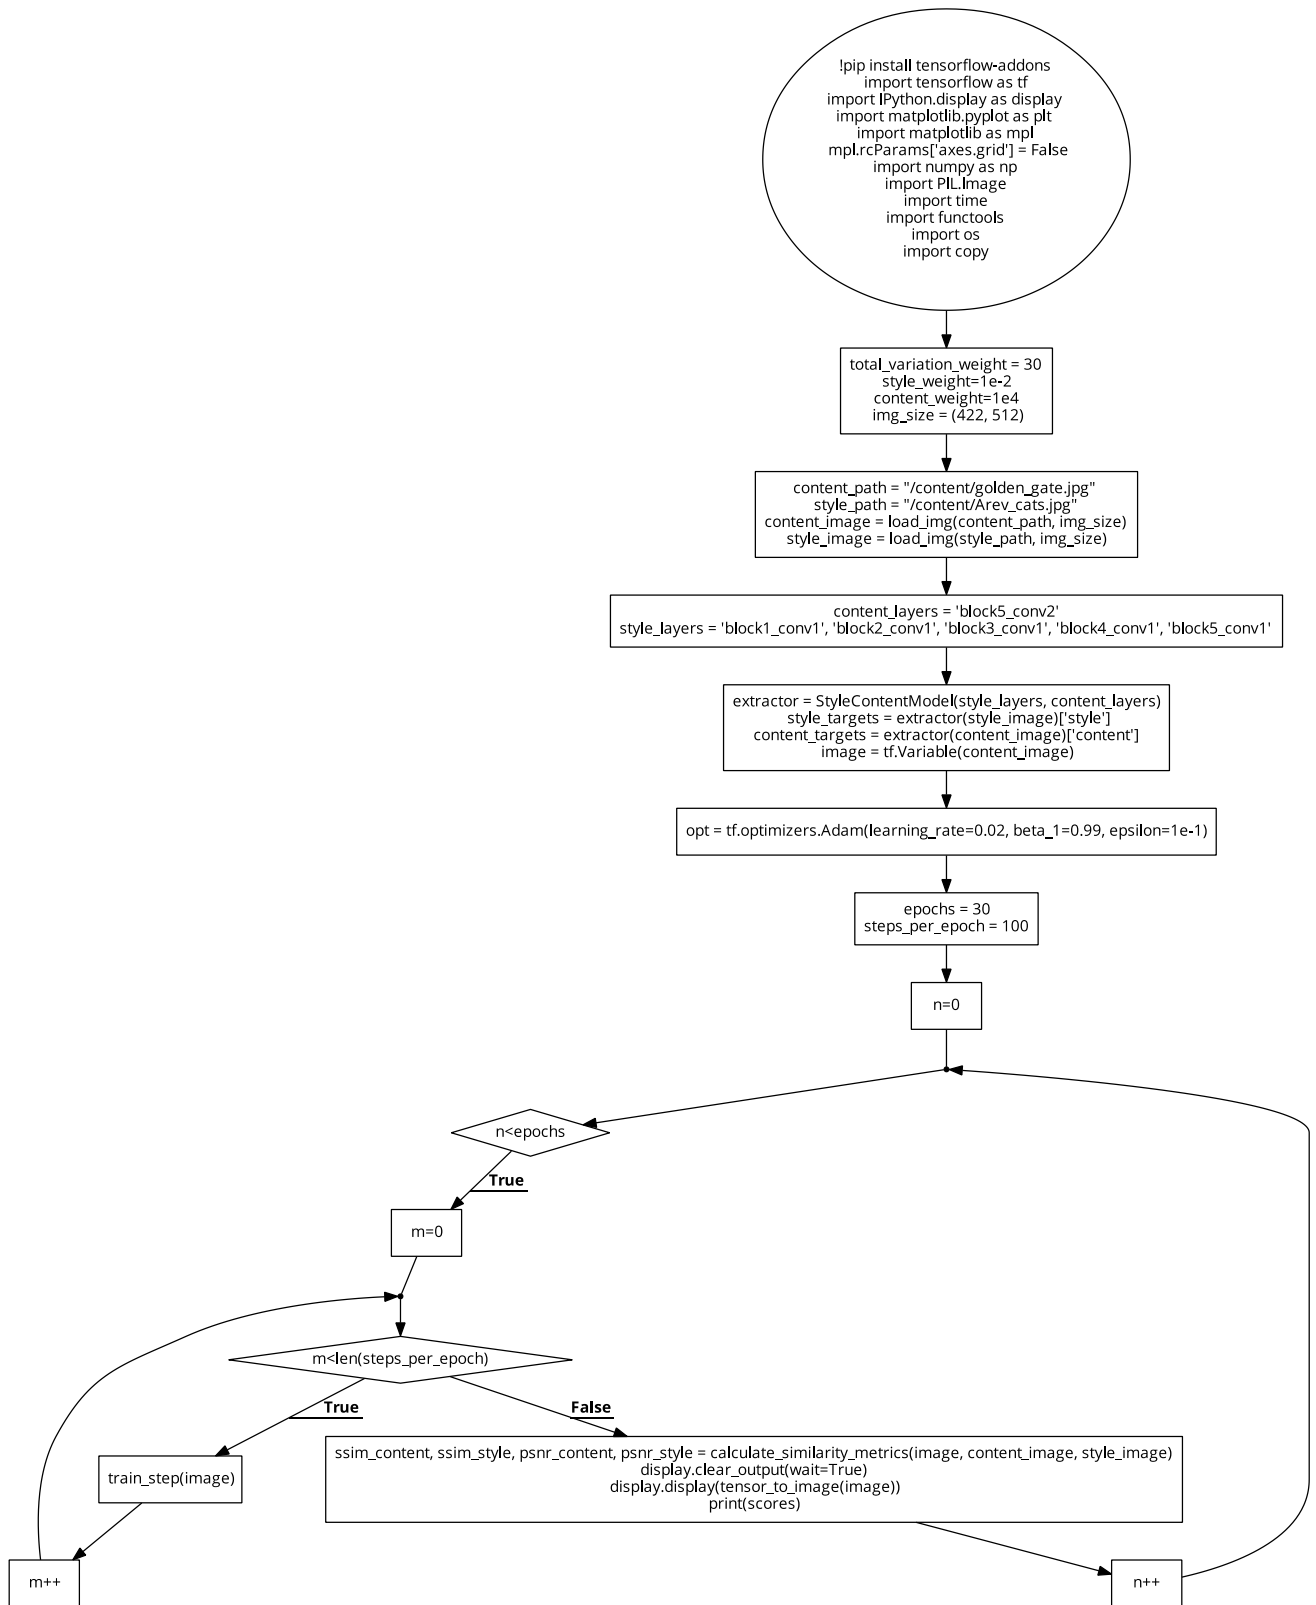 !pip install tensorflow-addons
import tensorflow as tf
import IPython.display as display
import matplotlib.pyplot as plt
import matplotlib as mpl
mpl.rcParams['axes.grid'] = False
import numpy as np
import PIL.Image
import time
import functools
import os
import copy
total_variation_weight = 30
style_weight=1e-2
content_weight=1e4
img_size = (422, 512)
content_path = "/content/golden_gate.jpg"
style_path = "/content/Arev_cats.jpg"
content_image = load_img(content_path, img_size)
style_image = load_img(style_path, img_size)
content_layers = 'block5_conv2'
style_layers = 'block1_conv1', 'block2_conv1', 'block3_conv1', 'block4_conv1', 'block5_conv1'
extractor = StyleContentModel(style_layers, content_layers)
style_targets = extractor(style_image)['style']
content_targets = extractor(content_image)['content']
image = tf.Variable(content_image)
opt = tf.optimizers.Adam(learning_rate=0.02, beta_1=0.99, epsilon=1e-1)
epochs = 30
steps_per_epoch = 100
n=0
n<epochs
True
m=0
m<len(steps_per_epoch)
True
False
train_step(image)
ssim_content, ssim_style, psnr_content, psnr_style = calculate_similarity_metrics(image, content_image, style_image)
display.clear_output(wait=True)
display.display(tensor_to_image(image))
print(scores)
m++
n++